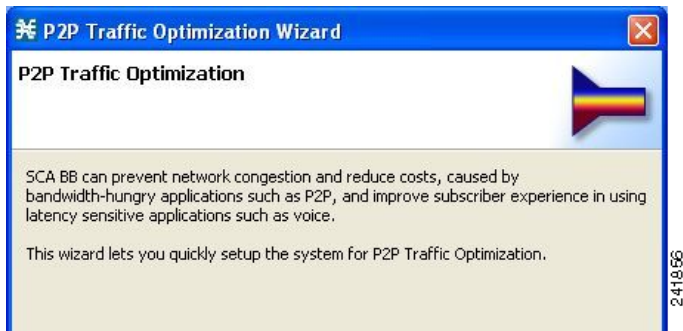 P2P Traffic Optimization Wizard
P2P Traffic Optimization
SCA BB can prevent network congestion and reduce costs, caused by
bandwidth-hungry applications such as P2P, and improve subscriber experience in using
latency sensitive applications such as voice.
This wizard lets you quickly setup the system for P2P Traffic Optimization.
241856